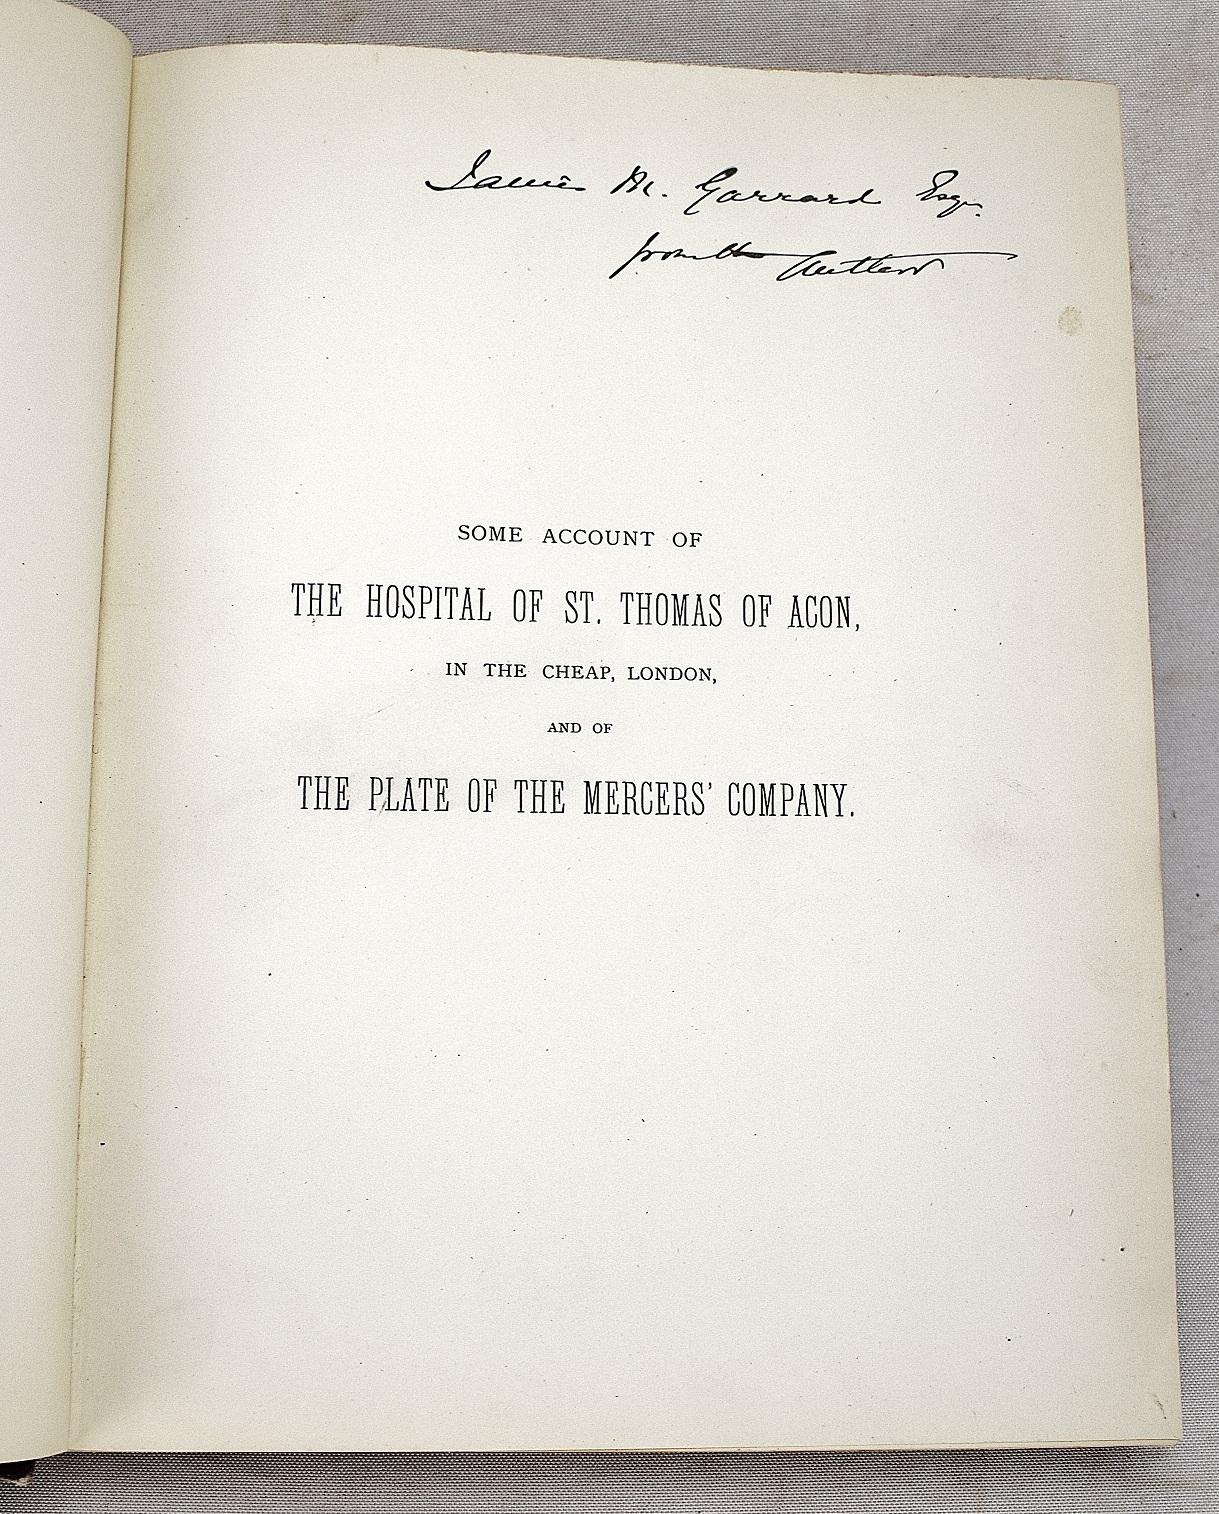 James M. Garrard Esqr.
from the Author
SOME ACCOUNT OF
THE HOSPITAL OF ST. THOMAS OF ACON,
IN THE CHEAP, LONDON,
AND OF
THE PLATE OF THE MERCERS' COMPANY.